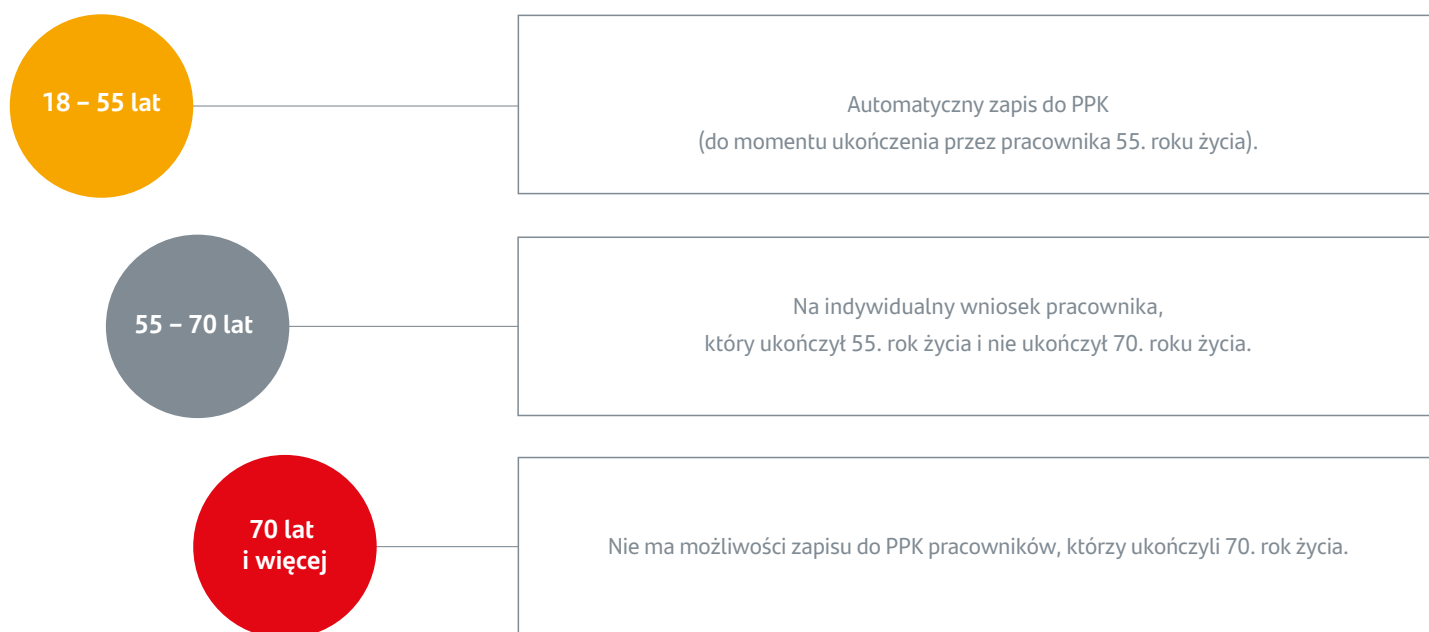 18 – 55 lat
Automatyczny zapis do PPK
(do momentu ukończenia przez pracownika 55. roku życia).
55 – 70 lat
Na indywidualny wniosek pracownika,
który ukończył 55. rok życia i nie ukończył 70. roku życia.
70 lat
i więcej
Nie ma możliwości zapisu do PPK pracowników, którzy ukończyli 70. rok życia.